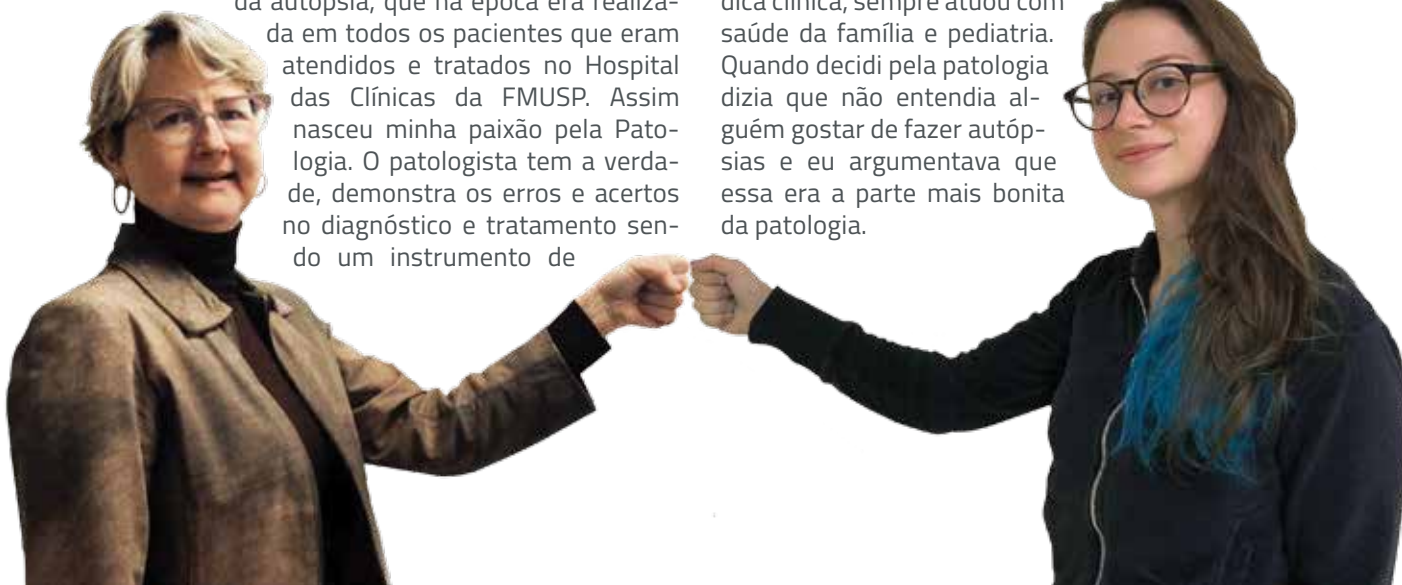 da autópsia, que na época era realiza-
da em todos os pacientes que eram
atendidos e tratados no Hospital
das Clínicas da FMUSP. Assim
nasceu minha paixão pela Pato-
logia. O patologista tem a verda-
de, demonstra os erros e acertos
no diagnóstico e tratamento sen-
do um instrumento de
dica clínica, sempre atuou com
saúde da família e pediatria.
Quando decidi pela patologia
dizia que não entendia al-
guém gostar de fazer autóp-
sias e eu argumentava que
essa era a parte mais bonita
da patologia.